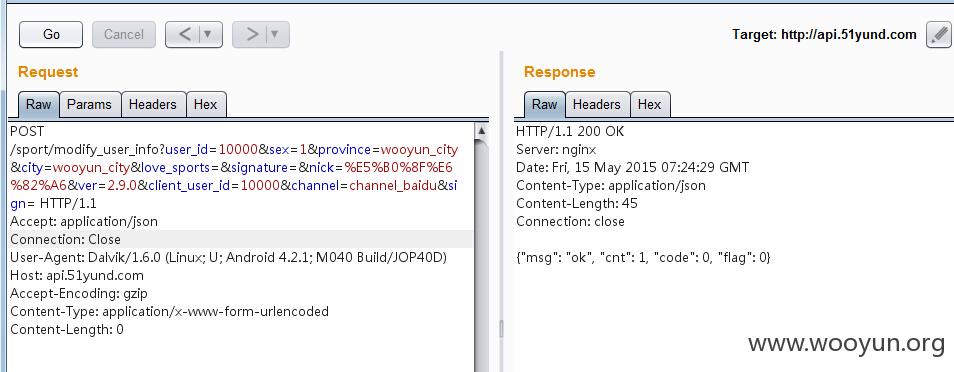 Go
Cancel
<
>
Target: http://api.51yund.com
Request
Response
Raw
Params
Headers
Hex
Raw
Headers
Hex
POST
/sport/modify_user_info?user_id=10000&sex=1&province=wooyun_city
&city=wooyun_city&love_sports=&signature=&nick=%E5%B0%8F%E6
%82%A6&ver=2.9.0&client_user_id=10000&channel=channel_baidu&si
gn= HTTP/1.1
Accept: application/json
Connection: Close
User-Agent: Dalvik/1.6.0 (Linux; U; Android 4.2.1; M040 Build/JOP40D)
Host: api.51yund.com
Accept-Encoding: gzip
Content-Type: application/x-www-form-urlencoded
Content-Length: 0
HTTP/1.1 200 OK
Server: nginx
Date: Fri, 15 May 2015 07:24:29 GMT
Content-Type: application/json
Content-Length: 45
Connection: close
{"msg": "ok", "cnt": 1, "code": 0, "flag": 0}
www.wooyun.org